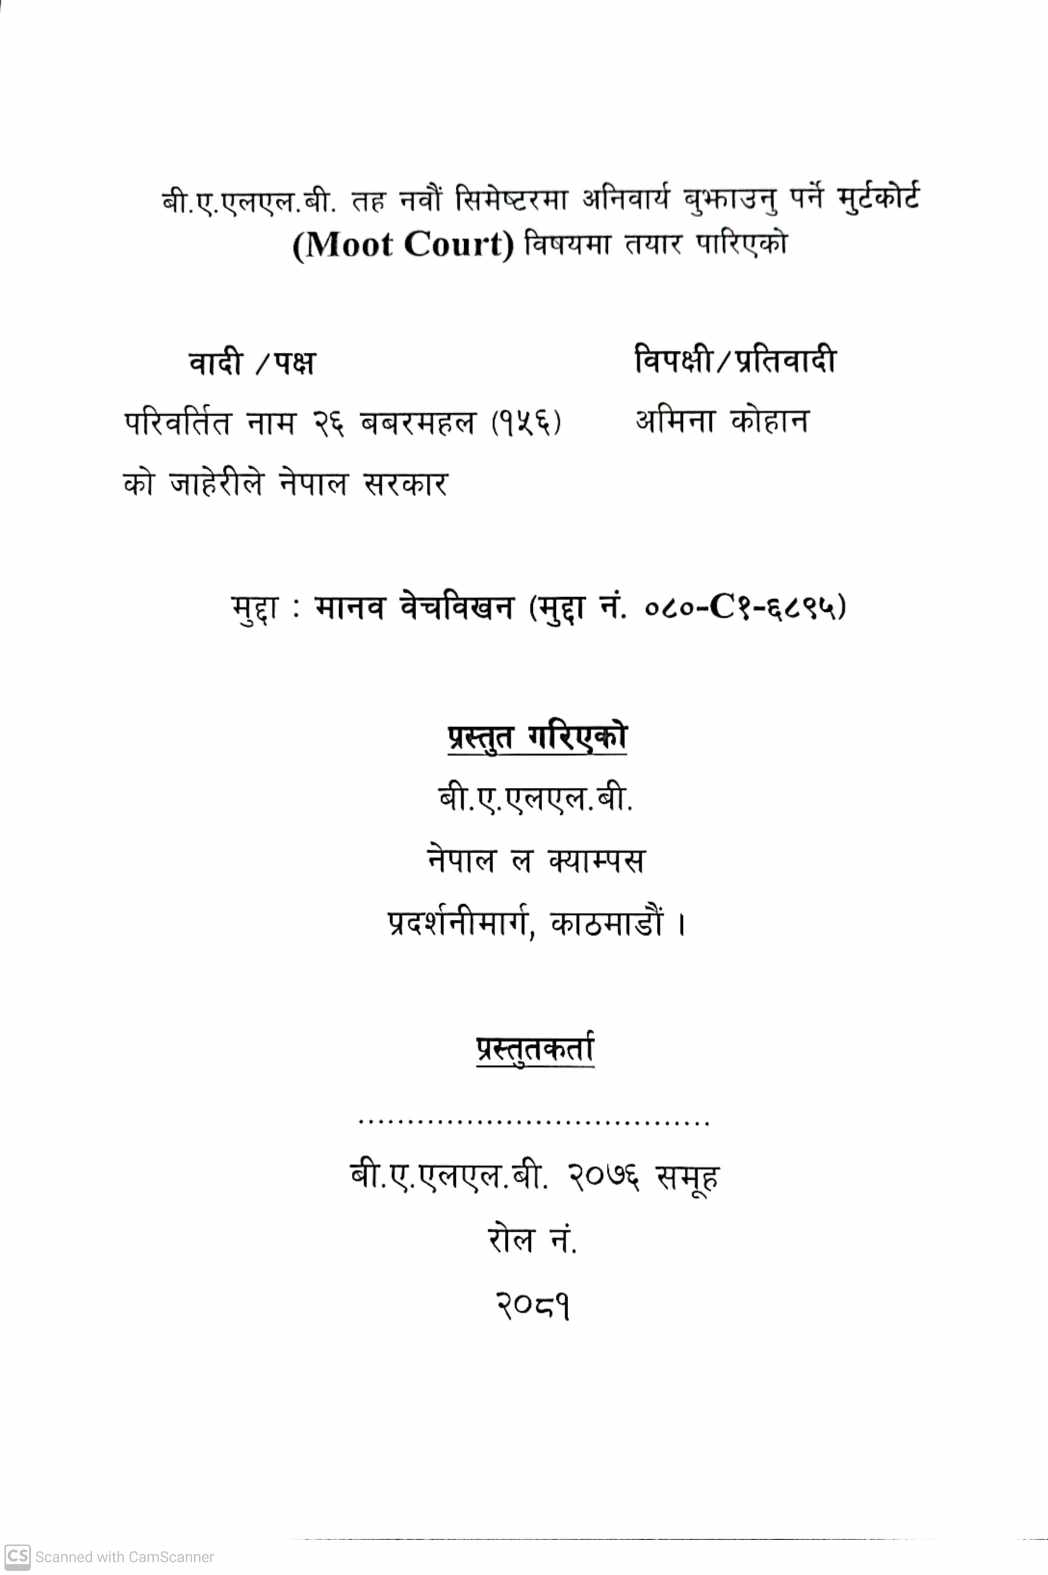 बी.ए.एलएल.बी. तह नवौं सिमेष्टरमा अनिवार्य बुझाउनु पर्ने मुर्टकोर्ट
(Moot Court) विषयमा तयार पारिएको
वादी /पक्ष विपक्षी/प्रतिवादी
परिवर्तित नाम २६ बबरमहल (१५६) अमिना कोहान
को जाहेरीले नेपाल सरकार
मुद्दा : मानव वेचविखन (मुद्दा नं. ०८०-C१-६८९५)
प्रस्तुत गरिएको
बी.ए.एलएल.बी.
नेपाल ल क्याम्पस
प्रदर्शनीमार्ग, काठमाडौं ।
प्रस्तुतकर्ता
....................................
बी.ए.एलएल.बी. २०७६ समूह
रोल नं.
२०८१
CS Scanned with CamScanner